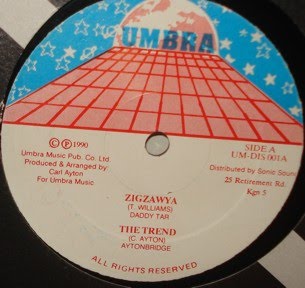 UMBRA
© ℗ 1990
Umbra Music Pub. Co. Ltd.
Produced & Arranged by
Carl Ayton
For Umbra Music
SIDE A
UM-DIS 001A
Distributed by Sonic Sound
25 Retirement Rd.
Kgn 5
ZIGZAWYA
(T. WILLIAMS)
DADDY TAR
THE TREND
(C. AYTON)
AYTONBRIDGE
ALL RIGHTS RESERVED